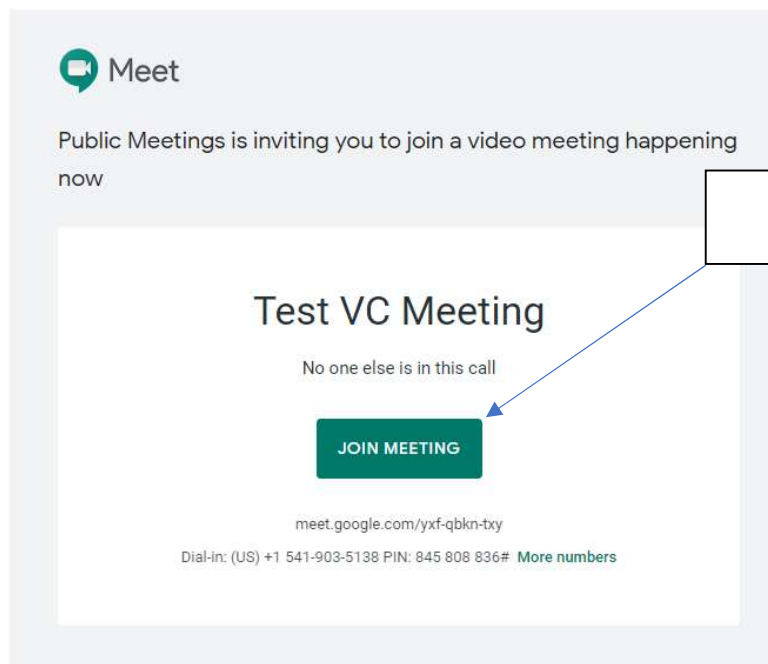 Meet
Public Meetings is inviting you to join a video meeting happening
now
Test VC Meeting
No one else is in this call
JOIN MEETING
meet.google.com/yxf-qbkn-txy
Dial-in: (US) +1 541-903-5138 PIN: 845 808 836# More numbers